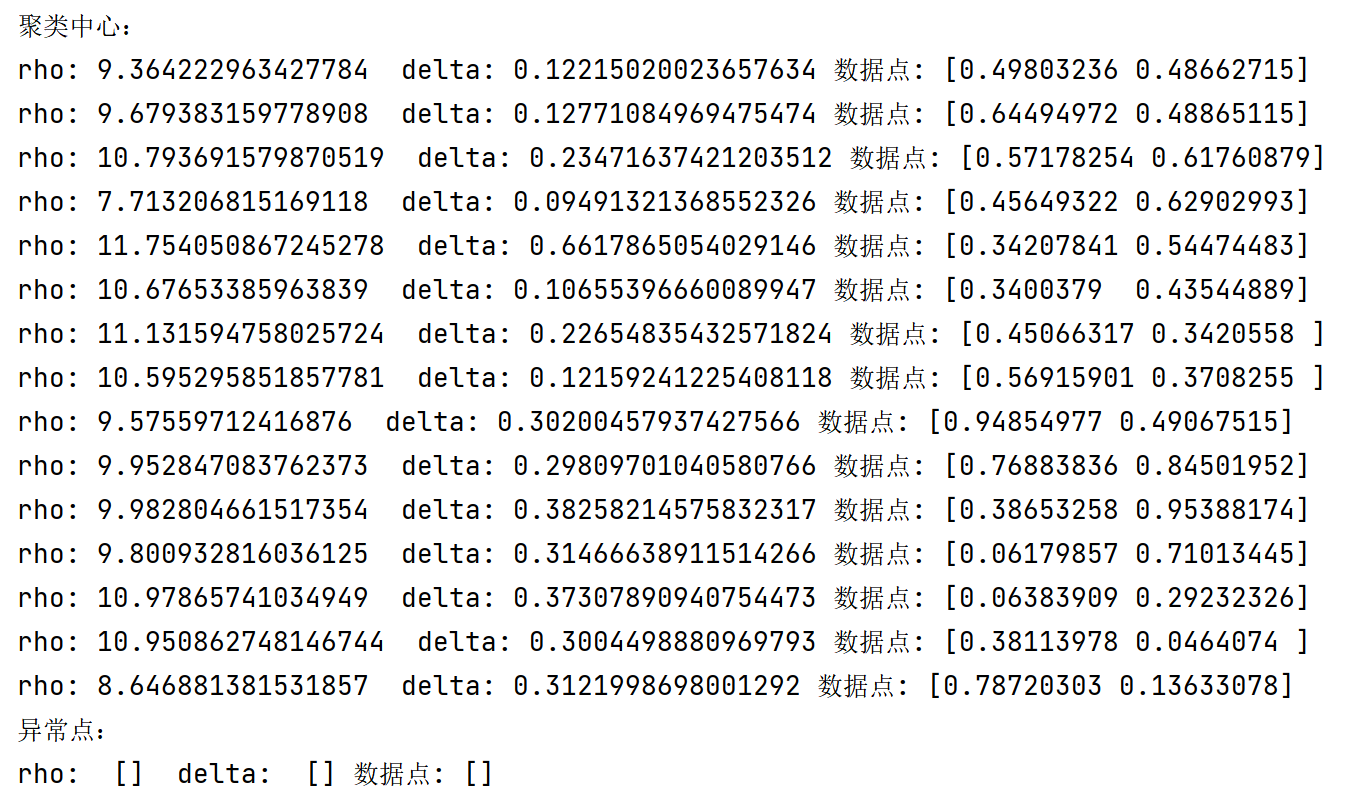 聚类中心：
rho: 9.364222963427784  delta: 0.12215020023657634 数据点: [0.49803236 0.48662715]
rho: 9.679383159778908  delta: 0.12771084969475474 数据点: [0.64494972 0.48865115]
rho: 10.793691579870519  delta: 0.23471637421203512 数据点: [0.57178254 0.61760879]
rho: 7.713206815169118  delta: 0.09491321368552326 数据点: [0.45649322 0.62902993]
rho: 11.754050867245278  delta: 0.6617865054029146 数据点: [0.34207841 0.54474483]
rho: 10.67653385963839  delta: 0.10655396660089947 数据点: [0.3400379  0.43544889]
rho: 11.131594758025724  delta: 0.22654835432571824 数据点: [0.45066317 0.3420558 ]
rho: 10.595295851857781  delta: 0.12159241225408118 数据点: [0.56915901 0.3708255 ]
rho: 9.57559712416876  delta: 0.30200457937427566 数据点: [0.94854977 0.49067515]
rho: 9.952847083762373  delta: 0.29809701040580766 数据点: [0.76883836 0.84501952]
rho: 9.982804661517354  delta: 0.38258214575832317 数据点: [0.38653258 0.95388174]
rho: 9.800932816036125  delta: 0.31466638911514266 数据点: [0.06179857 0.71013445]
rho: 10.97865741034949  delta: 0.37307890940754473 数据点: [0.06383909 0.29232326]
rho: 10.950862748146744  delta: 0.3004498880969793 数据点: [0.38113978 0.0464074 ]
rho: 8.646881381531857  delta: 0.3121998698001292 数据点: [0.78720303 0.13633078]
异常点：
rho:  []  delta:  [] 数据点: []